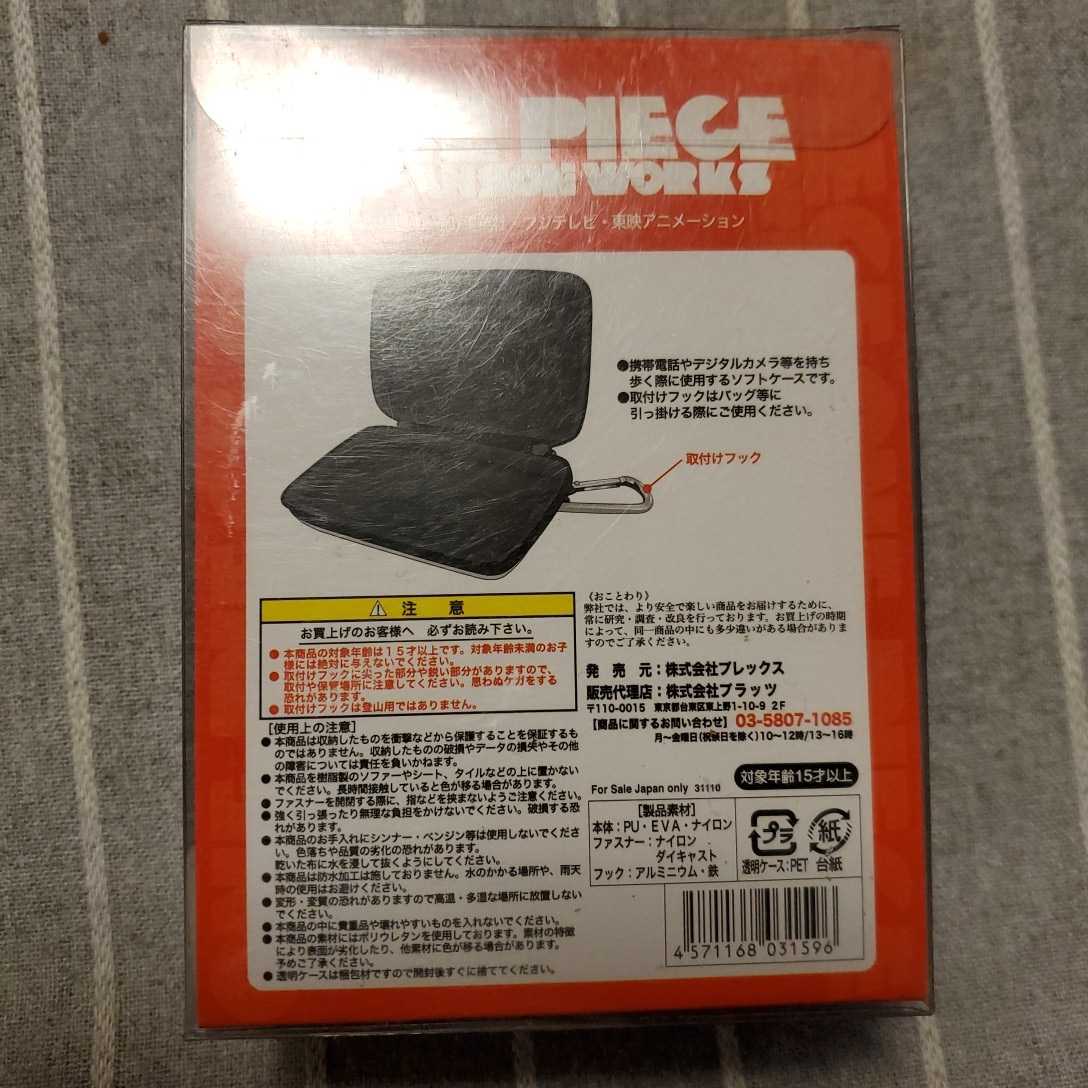 PIECE
WORKS
フジテレビ・東映アニメーション
●携帯電話やデジタルカメラ等を持ち
歩く際に使用するソフトケースです。
●取付けフックはバッグ等に
引っ掛ける際にご使用ください。
取付けフック
⚠ 注 意
お買上げのお客様へ 必ずお読み下さい。
●本商品の対象年齢は15才以上です。対象年齢未満のお子
様には絶対に与えないでください。
●取付けフックに尖った部分や鋭い部分がありますので、
取付や保管場所に注意してください。思わぬケガをする
恐れがあります。
●取付けフックは登山用ではありません。
[使用上の注意]
●本商品は収納したものを衝撃などから保護することを保証するも
のではありません。収納したものの破損やデータの損失やその他
の障害については責任を負いかねます。
●本商品を樹脂製のソファーやシート、タイルなどの上に置かない
でください。長時間接触していると色が移る場合があります。
●ファスナーを開閉する際に、指などを挟まないようご注意ください。
●強く引っ張ったり無理な負担をかけないでください。破損する恐
れがあります。
●本商品のお手入れにシンナー・ベンジン等は使用しないでくださ
い。色落ちや品質の劣化の恐れがあります。
乾いた布に水を浸して抜くようにしてください。
●本商品は防水加工は施しておりません。水のかかる場所や、雨天
時の使用はお避けください。
●変形・変質の恐れがありますので高温・多湿な場所に放置しない
でください。
●本商品の中に貴重品や壊れやすいものを入れないでください。
●本商品の素材にはポリウレタンを使用しております。素材の特徴
により表面が劣化したり、他素材に色が移る場合があります。
予めご了承ください。
●透明ケースは梱包材ですので開封後すぐに捨ててください。
《おことわり》
弊社では、より安全で楽しい商品をお届けするために、
常に研究・調査・改良を行っております。お買上げの時期
によって、同一商品の中にも多少違いがある場合がありま
すのでご了承ください。
発 売 元：株式会社プレックス
販売代理店：株式会社プラッツ
〒110-0015 東京都台東区東上野1-10-9 2F
【商品に関するお問い合わせ】 03-5807-1085
月～金曜日(祝祭日を除く)10～12時/13～16時
対象年齢15才以上
For Sale Japan only 31110
[製品素材]
本体：PU・EVA・ナイロン
ファスナー：ナイロン
ダイキャスト
フック：アルミニウム・鉄
プラ
透明ケース：PET
紙
台紙
4 571168 031596